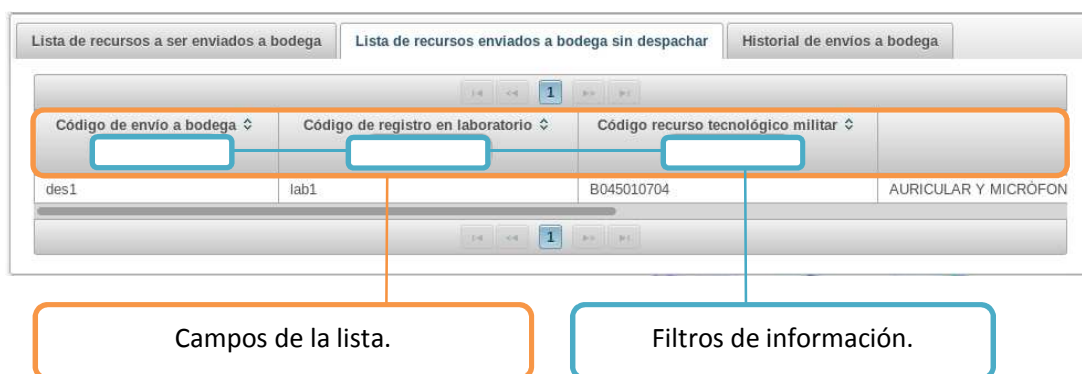 Lista de recursos a ser enviados a bodega Lista de recursos enviados a bodega sin despachar Historial de envíos a bodega
1
Código de envío a bodega Código de registro en laboratorio Código recurso tecnológico militar
des1 lab1 B045010704 AURICULAR Y MICRÓFON
1
Campos de la lista. Filtros de información.